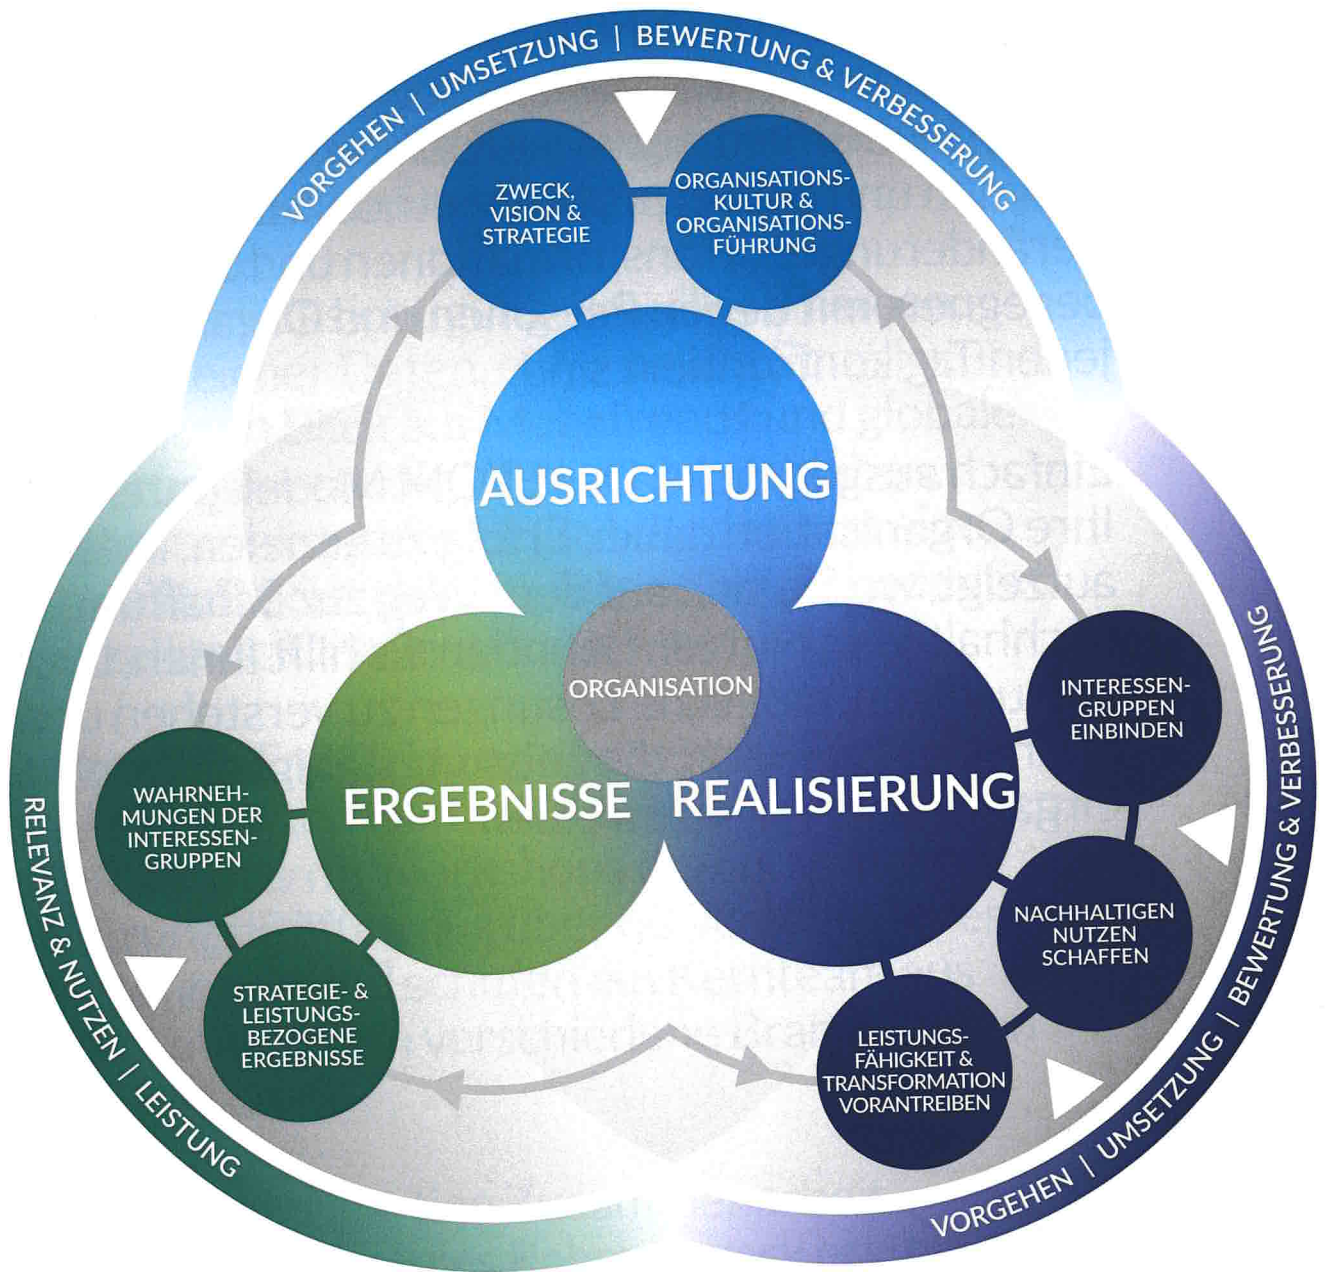 VORGEHEN | UMSETZUNG | BEWERTUNG & VERBESSERUNG
ZWECK,
VISION &
STRATEGIE
ORGANISATIONS-
KULTUR &
ORGANISATIONS-
FÜHRUNG
AUSRICHTUNG
ORGANISATION
ERGEBNISSE
REALISIERUNG
INTERESSEN-
GRUPPEN
EINBINDEN
NACHHALTIGEN
NUTZEN
SCHAFFEN
LEISTUNGS-
FÄHIGKEIT &
TRANSFORMATION
VORANTREIBEN
VORGEHEN | UMSETZUNG | BEWERTUNG & VERBESSERUNG
WAHRNEH-
MUNGEN DER
INTERESSEN-
GRUPPEN
STRATEGIE- &
LEISTUNGS-
BEZOGENE
ERGEBNISSE
RELEVANZ & NUTZEN | LEISTUNG